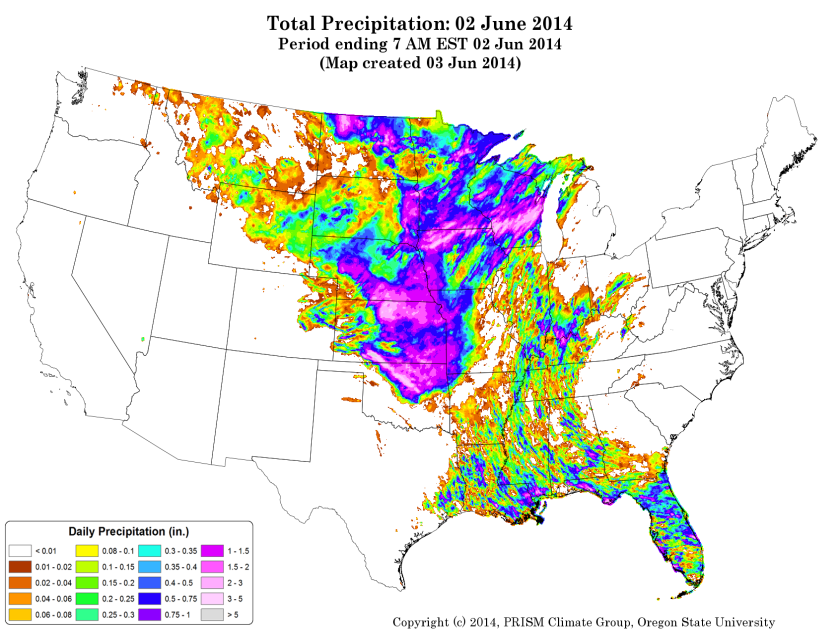 Total Precipitation: 02 June 2014
Period ending 7 AM EST 02 Jun 2014
(Map created 03 Jun 2014)
Daily Precipitation (in.)
< 0.01 0.08 - 0.1 0.3 - 0.35 1 - 1.5
0.01 - 0.02 0.1 - 0.15 0.35 - 0.4 1.5 - 2
0.02 - 0.04 0.15 - 0.2 0.4 - 0.5 2 - 3
0.04 - 0.06 0.2 - 0.25 0.5 - 0.75 3 - 5
0.06 - 0.08 0.25 - 0.3 0.75 - 1 > 5
Copyright (c) 2014, PRISM Climate Group, Oregon State University